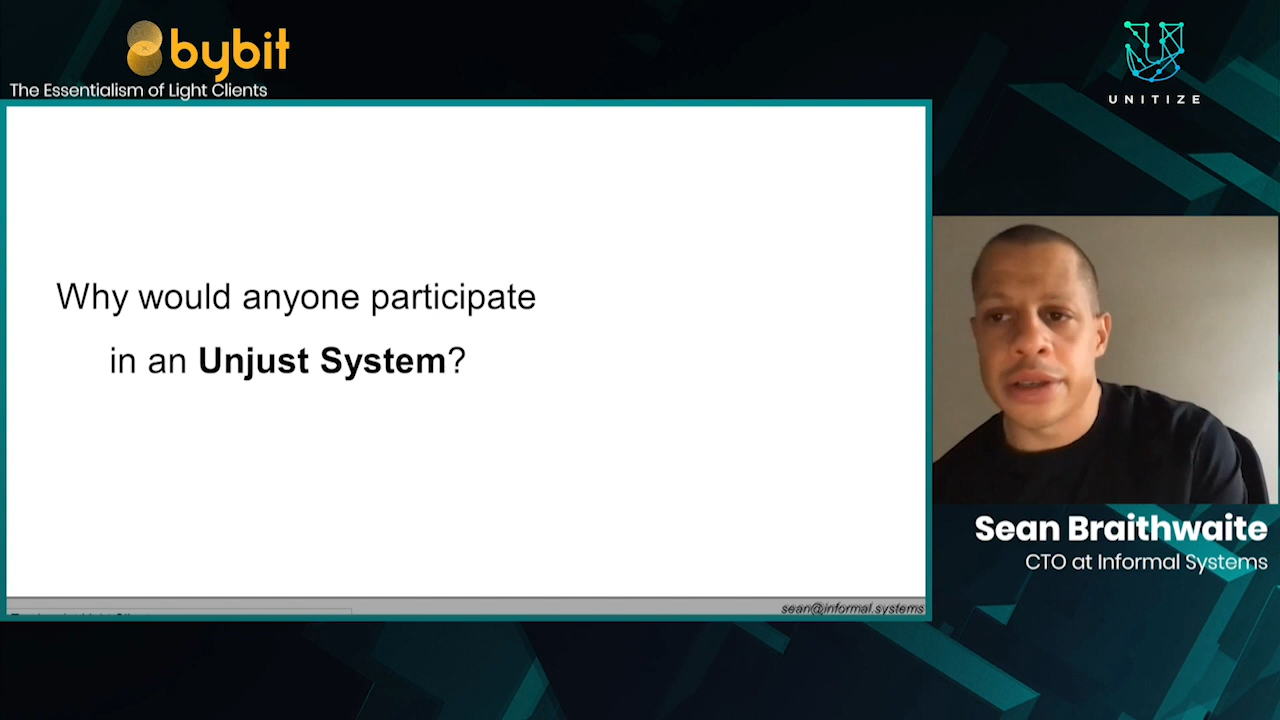 bybit
The Essentialism of Light Clients
UNITIZE
Why would anyone participate
in an Unjust System?
Sean Braithwaite
CTO at Informal Systems
sean@informal.systems